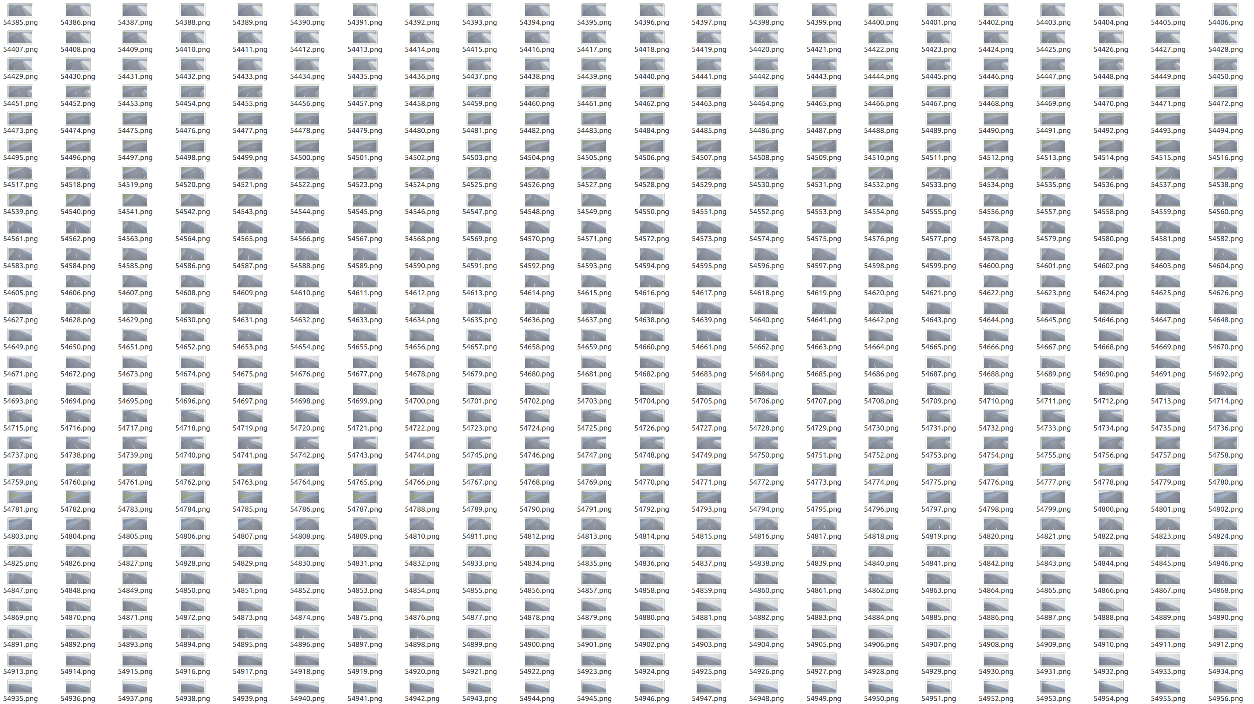 54385.png 54386.png 54387.png 54388.png 54389.png 54390.png 54391.png 54392.png 54393.png 54394.png 54395.png 54396.png 54397.png 54398.png 54399.png 54400.png 54401.png 54402.png 54403.png 54404.png 54405.png 54406.png
54407.png 54408.png 54409.png 54410.png 54411.png 54412.png 54413.png 54414.png 54415.png 54416.png 54417.png 54418.png 54419.png 54420.png 54421.png 54422.png 54423.png 54424.png 54425.png 54426.png 54427.png 54428.png
54429.png 54430.png 54431.png 54432.png 54433.png 54434.png 54435.png 54436.png 54437.png 54438.png 54439.png 54440.png 54441.png 54442.png 54443.png 54444.png 54445.png 54446.png 54447.png 54448.png 54449.png 54450.png
54451.png 54452.png 54453.png 54454.png 54455.png 54456.png 54457.png 54458.png 54459.png 54460.png 54461.png 54462.png 54463.png 54464.png 54465.png 54466.png 54467.png 54468.png 54469.png 54470.png 54471.png 54472.png
54473.png 54474.png 54475.png 54476.png 54477.png 54478.png 54479.png 54480.png 54481.png 54482.png 54483.png 54484.png 54485.png 54486.png 54487.png 54488.png 54489.png 54490.png 54491.png 54492.png 54493.png 54494.png
54495.png 54496.png 54497.png 54498.png 54499.png 54500.png 54501.png 54502.png 54503.png 54504.png 54505.png 54506.png 54507.png 54508.png 54509.png 54510.png 54511.png 54512.png 54513.png 54514.png 54515.png 54516.png
54517.png 54518.png 54519.png 54520.png 54521.png 54522.png 54523.png 54524.png 54525.png 54526.png 54527.png 54528.png 54529.png 54530.png 54531.png 54532.png 54533.png 54534.png 54535.png 54536.png 54537.png 54538.png
54539.png 54540.png 54541.png 54542.png 54543.png 54544.png 54545.png 54546.png 54547.png 54548.png 54549.png 54550.png 54551.png 54552.png 54553.png 54554.png 54555.png 54556.png 54557.png 54558.png 54559.png 54560.png
54561.png 54562.png 54563.png 54564.png 54565.png 54566.png 54567.png 54568.png 54569.png 54570.png 54571.png 54572.png 54573.png 54574.png 54575.png 54576.png 54577.png 54578.png 54579.png 54580.png 54581.png 54582.png
54583.png 54584.png 54585.png 54586.png 54587.png 54588.png 54589.png 54590.png 54591.png 54592.png 54593.png 54594.png 54595.png 54596.png 54597.png 54598.png 54599.png 54600.png 54601.png 54602.png 54603.png 54604.png
54605.png 54606.png 54607.png 54608.png 54609.png 54610.png 54611.png 54612.png 54613.png 54614.png 54615.png 54616.png 54617.png 54618.png 54619.png 54620.png 54621.png 54622.png 54623.png 54624.png 54625.png 54626.png
54627.png 54628.png 54629.png 54630.png 54631.png 54632.png 54633.png 54634.png 54635.png 54636.png 54637.png 54638.png 54639.png 54640.png 54641.png 54642.png 54643.png 54644.png 54645.png 54646.png 54647.png 54648.png
54649.png 54650.png 54651.png 54652.png 54653.png 54654.png 54655.png 54656.png 54657.png 54658.png 54659.png 54660.png 54661.png 54662.png 54663.png 54664.png 54665.png 54666.png 54667.png 54668.png 54669.png 54670.png
54671.png 54672.png 54673.png 54674.png 54675.png 54676.png 54677.png 54678.png 54679.png 54680.png 54681.png 54682.png 54683.png 54684.png 54685.png 54686.png 54687.png 54688.png 54689.png 54690.png 54691.png 54692.png
54693.png 54694.png 54695.png 54696.png 54697.png 54698.png 54699.png 54700.png 54701.png 54702.png 54703.png 54704.png 54705.png 54706.png 54707.png 54708.png 54709.png 54710.png 54711.png 54712.png 54713.png 54714.png
54715.png 54716.png 54717.png 54718.png 54719.png 54720.png 54721.png 54722.png 54723.png 54724.png 54725.png 54726.png 54727.png 54728.png 54729.png 54730.png 54731.png 54732.png 54733.png 54734.png 54735.png 54736.png
54737.png 54738.png 54739.png 54740.png 54741.png 54742.png 54743.png 54744.png 54745.png 54746.png 54747.png 54748.png 54749.png 54750.png 54751.png 54752.png 54753.png 54754.png 54755.png 54756.png 54757.png 54758.png
54759.png 54760.png 54761.png 54762.png 54763.png 54764.png 54765.png 54766.png 54767.png 54768.png 54769.png 54770.png 54771.png 54772.png 54773.png 54774.png 54775.png 54776.png 54777.png 54778.png 54779.png 54780.png
54781.png 54782.png 54783.png 54784.png 54785.png 54786.png 54787.png 54788.png 54789.png 54790.png 54791.png 54792.png 54793.png 54794.png 54795.png 54796.png 54797.png 54798.png 54799.png 54800.png 54801.png 54802.png
54803.png 54804.png 54805.png 54806.png 54807.png 54808.png 54809.png 54810.png 54811.png 54812.png 54813.png 54814.png 54815.png 54816.png 54817.png 54818.png 54819.png 54820.png 54821.png 54822.png 54823.png 54824.png
54825.png 54826.png 54827.png 54828.png 54829.png 54830.png 54831.png 54832.png 54833.png 54834.png 54835.png 54836.png 54837.png 54838.png 54839.png 54840.png 54841.png 54842.png 54843.png 54844.png 54845.png 54846.png
54847.png 54848.png 54849.png 54850.png 54851.png 54852.png 54853.png 54854.png 54855.png 54856.png 54857.png 54858.png 54859.png 54860.png 54861.png 54862.png 54863.png 54864.png 54865.png 54866.png 54867.png 54868.png
54869.png 54870.png 54871.png 54872.png 54873.png 54874.png 54875.png 54876.png 54877.png 54878.png 54879.png 54880.png 54881.png 54882.png 54883.png 54884.png 54885.png 54886.png 54887.png 54888.png 54889.png 54890.png
54891.png 54892.png 54893.png 54894.png 54895.png 54896.png 54897.png 54898.png 54899.png 54900.png 54901.png 54902.png 54903.png 54904.png 54905.png 54906.png 54907.png 54908.png 54909.png 54910.png 54911.png 54912.png
54913.png 54914.png 54915.png 54916.png 54917.png 54918.png 54919.png 54920.png 54921.png 54922.png 54923.png 54924.png 54925.png 54926.png 54927.png 54928.png 54929.png 54930.png 54931.png 54932.png 54933.png 54934.png
54935.png 54936.png 54937.png 54938.png 54939.png 54940.png 54941.png 54942.png 54943.png 54944.png 54945.png 54946.png 54947.png 54948.png 54949.png 54950.png 54951.png 54952.png 54953.png 54954.png 54955.png 54956.png